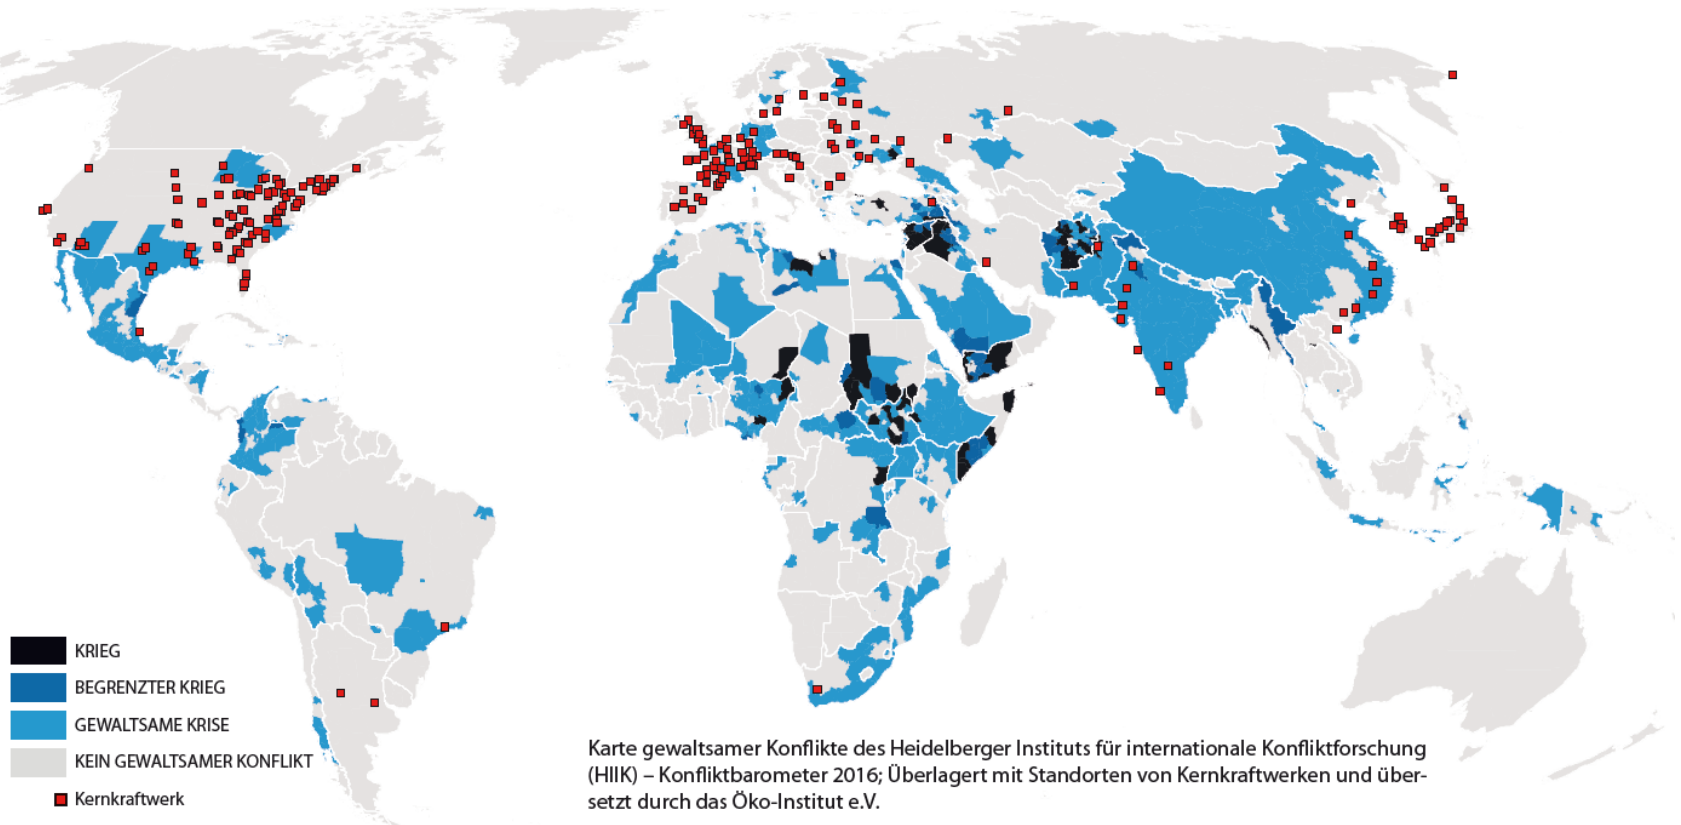 KRIEG
BEGRENZTER KRIEG
GEWALTSAME KRISE
KEIN GEWALTSAMER KONFLIKT
Kernkraftwerk
Karte gewaltsamer Konflikte des Heidelberger Instituts für internationale Konfliktforschung
(HIIK) – Konfliktbarometer 2016; Überlagert mit Standorten von Kernkraftwerken und über-
setzt durch das Öko-Institut e.V.